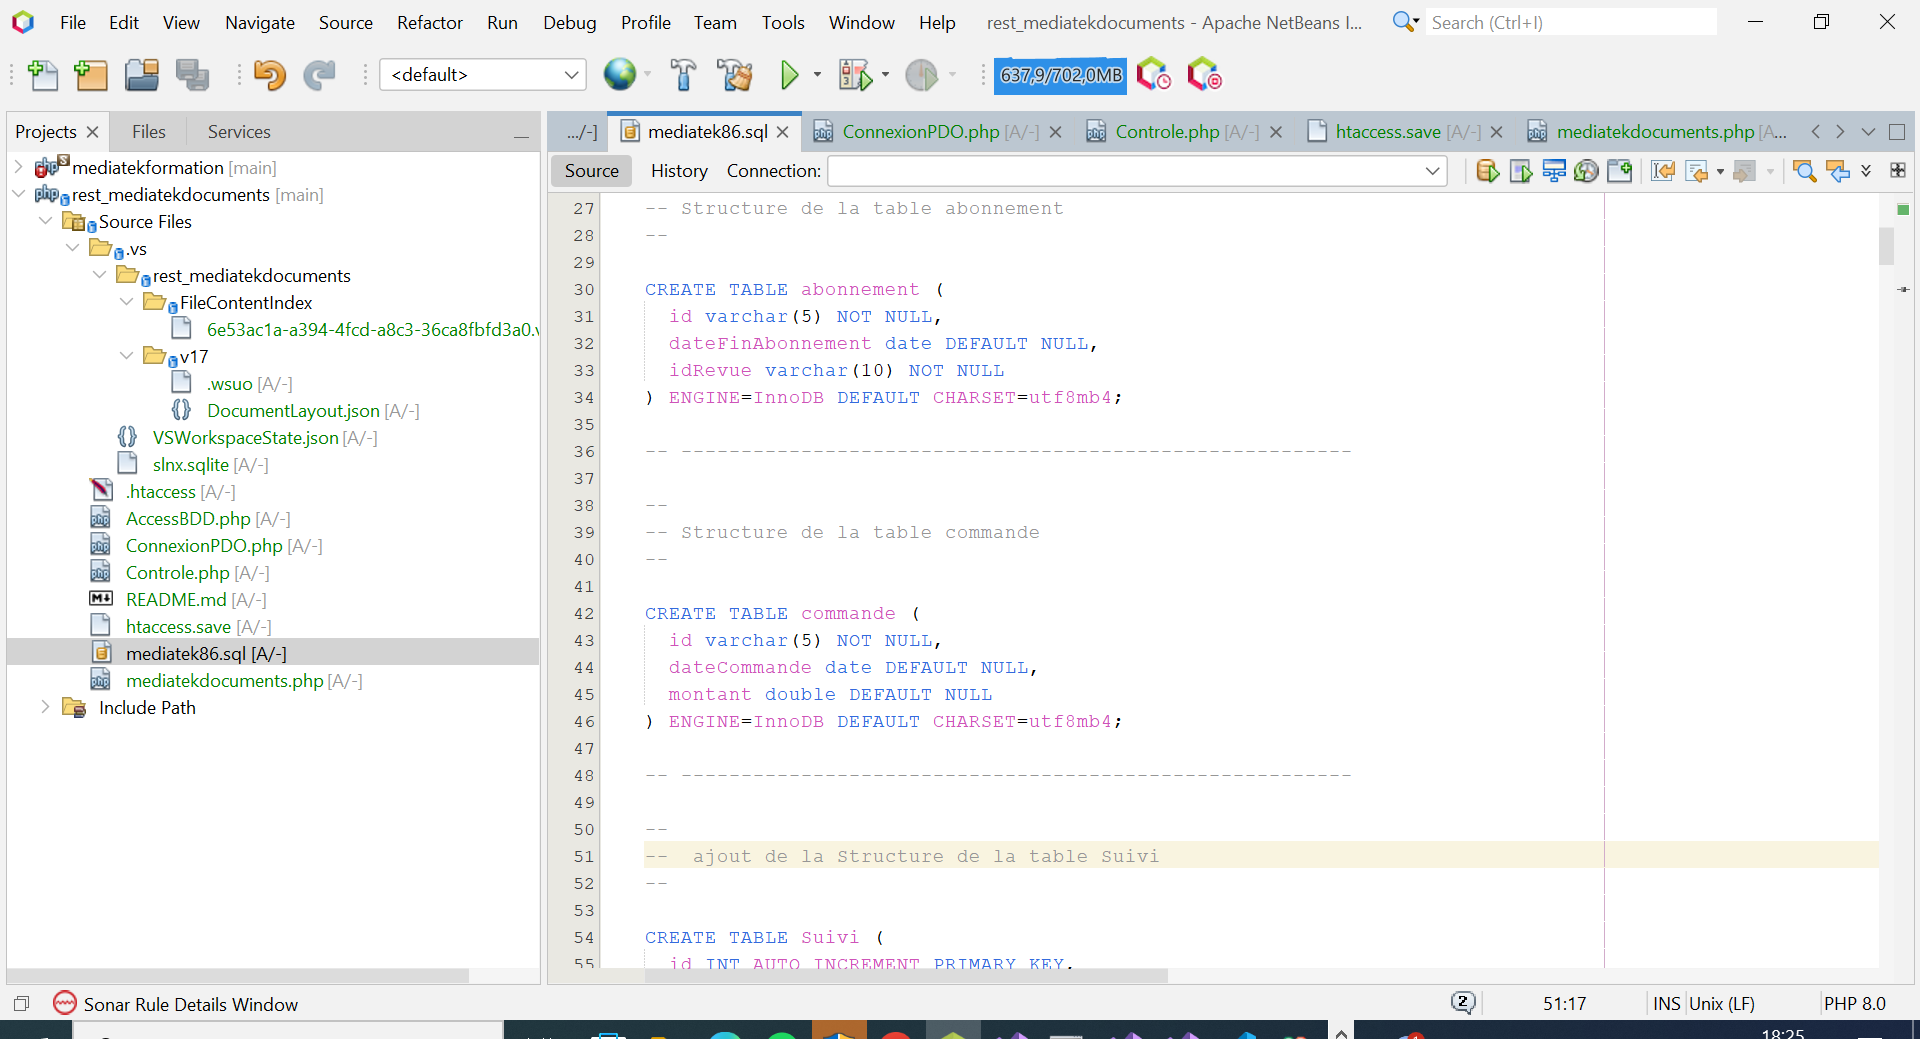 File Edit View Navigate Source Refactor Run Debug Profile Team Tools Window Help rest_mediatekdocuments - Apache NetBeans I... Search (Ctrl+I)
<default> 637,9/702,0MB
Projects Files Services
.../-] mediatek86.sql ConnexionPDO.php [A/-] Controle.php [A/-] htaccess.save [A/-] mediatekdocuments.php [A...
Source History Connection:
mediatekformation [main]
rest_mediatekdocuments [main]
Source Files
.vs
rest_mediatekdocuments
FileContentIndex
6e53ac1a-a394-4fcd-a8c3-36ca8fbfd3a0.v
v17
.wsuo [A/-]
DocumentLayout.json [A/-]
VSWorkspaceState.json [A/-]
slnx.sqlite [A/-]
.htaccess [A/-]
AccessBDD.php [A/-]
ConnexionPDO.php [A/-]
Controle.php [A/-]
README.md [A/-]
htaccess.save [A/-]
mediatek86.sql [A/-]
mediatekdocuments.php [A/-]
Include Path
27 -- Structure de la table abonnement
28 --
29
30 CREATE TABLE abonnement (
31 id varchar(5) NOT NULL,
32 dateFinAbonnement date DEFAULT NULL,
33 idRevue varchar(10) NOT NULL
34 ) ENGINE=InnoDB DEFAULT CHARSET=utf8mb4;
35
36 -- --------------------------------------------------------
37
38 --
39 -- Structure de la table commande
40 --
41
42 CREATE TABLE commande (
43 id varchar(5) NOT NULL,
44 dateCommande date DEFAULT NULL,
45 montant double DEFAULT NULL
46 ) ENGINE=InnoDB DEFAULT CHARSET=utf8mb4;
47
48 -- --------------------------------------------------------
49
50 --
51 --  ajout de la Structure de la table Suivi
52 --
53
54 CREATE TABLE Suivi (
55 id INT AUTO_INCREMENT PRIMARY KEY,
Sonar Rule Details Window 2 51:17 INS Unix (LF) PHP 8.0
18:25